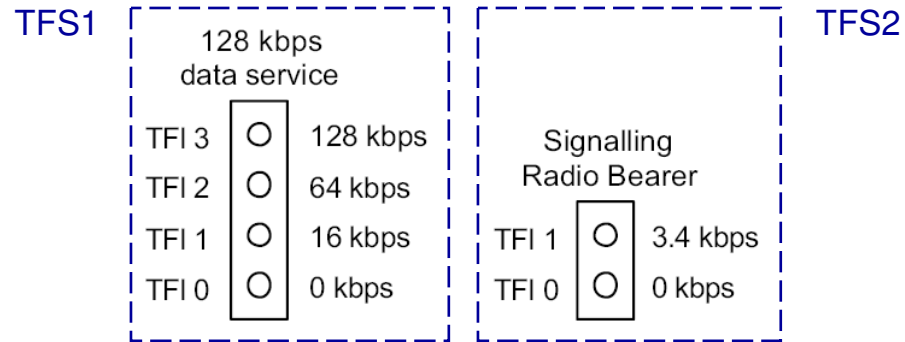 TFS1
128 kbps
data service
TFI 3 128 kbps
TFI 2 64 kbps
TFI 1 16 kbps
TFI 0 0 kbps
TFS2
Signalling
Radio Bearer
TFI 1 3.4 kbps
TFI 0 0 kbps